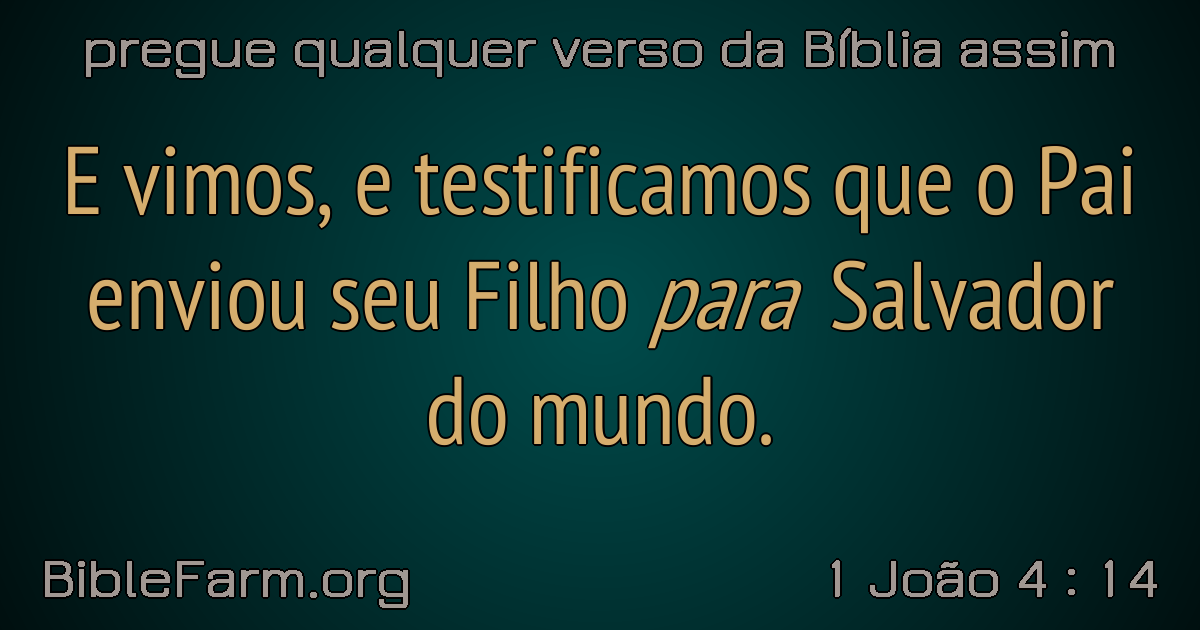 pregue qualquer verso da Bíblia assim
E vimos, e testificamos que o Pai
enviou seu Filho para Salvador
do mundo.
BibleFarm.org
1 João 4 : 14